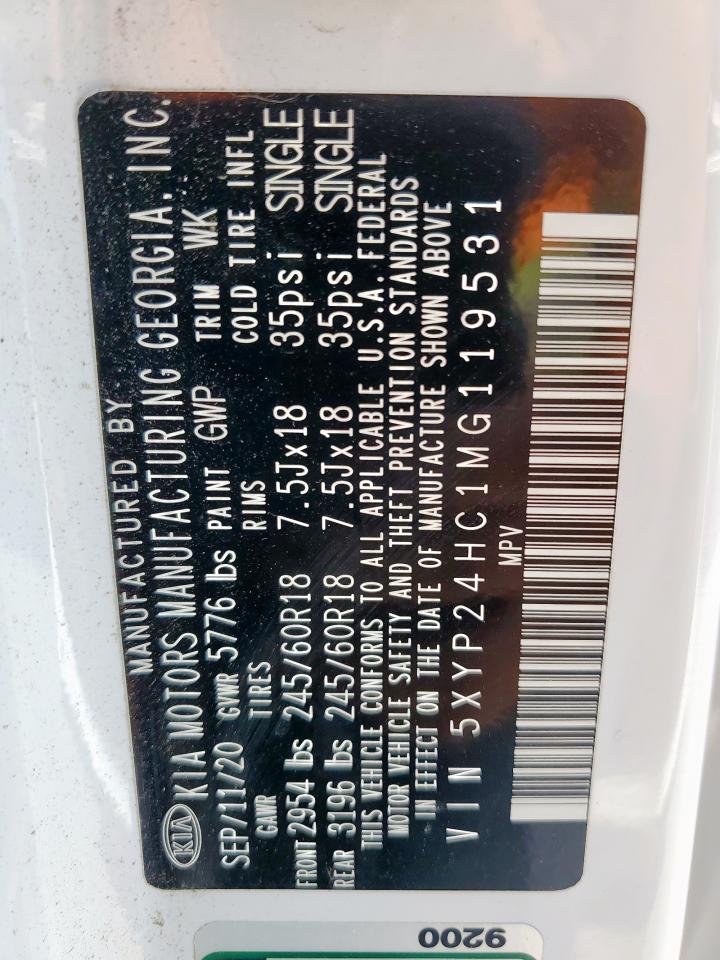 MANUFACTURED BY
KIA KIA MOTORS MANUFACTURING GEORGIA, INC.
SEP/11/20 GVWR 5776 lbs PAINT GWP TRIM WK
GAWR TIRES RIMS COLD TIRE INFL
FRONT 2954 lbs 245/60R18 7.5Jx18 35psi SINGLE
REAR 3196 lbs 245/60R18 7.5Jx18 35psi SINGLE
THIS VEHICLE CONFORMS TO ALL APPLICABLE U.S.A. FEDERAL
MOTOR VEHICLE SAFETY AND THEFT PREVENTION STANDARDS
IN EFFECT ON THE DATE OF MANUFACTURE SHOWN ABOVE
VIN 5XYP24HC1MG119531
MPV
9200